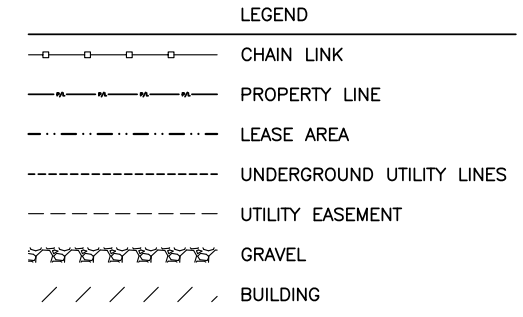 LEGEND
CHAIN LINK
P/L P/L P/L P/L PROPERTY LINE
LEASE AREA
UNDERGROUND UTILITY LINES
UTILITY EASEMENT
GRAVEL
BUILDING